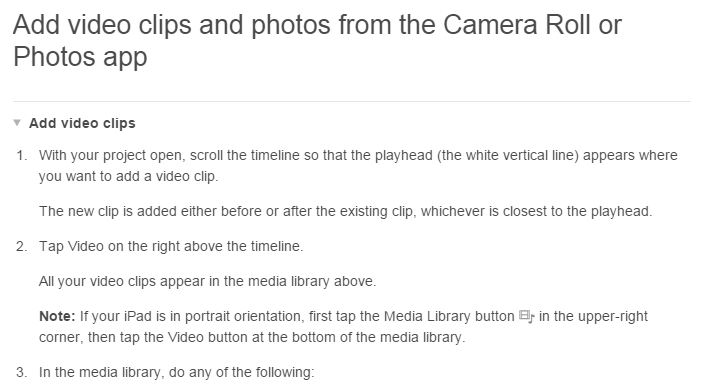 Add video clips and photos from the Camera Roll or
Photos app
Add video clips
1. With your project open, scroll the timeline so that the playhead (the white vertical line) appears where
you want to add a video clip.
The new clip is added either before or after the existing clip, whichever is closest to the playhead.
2. Tap Video on the right above the timeline.
All your video clips appear in the media library above.
Note: If your iPad is in portrait orientation, first tap the Media Library button in the upper-right
corner, then tap the Video button at the bottom of the media library.
3. In the media library, do any of the following: